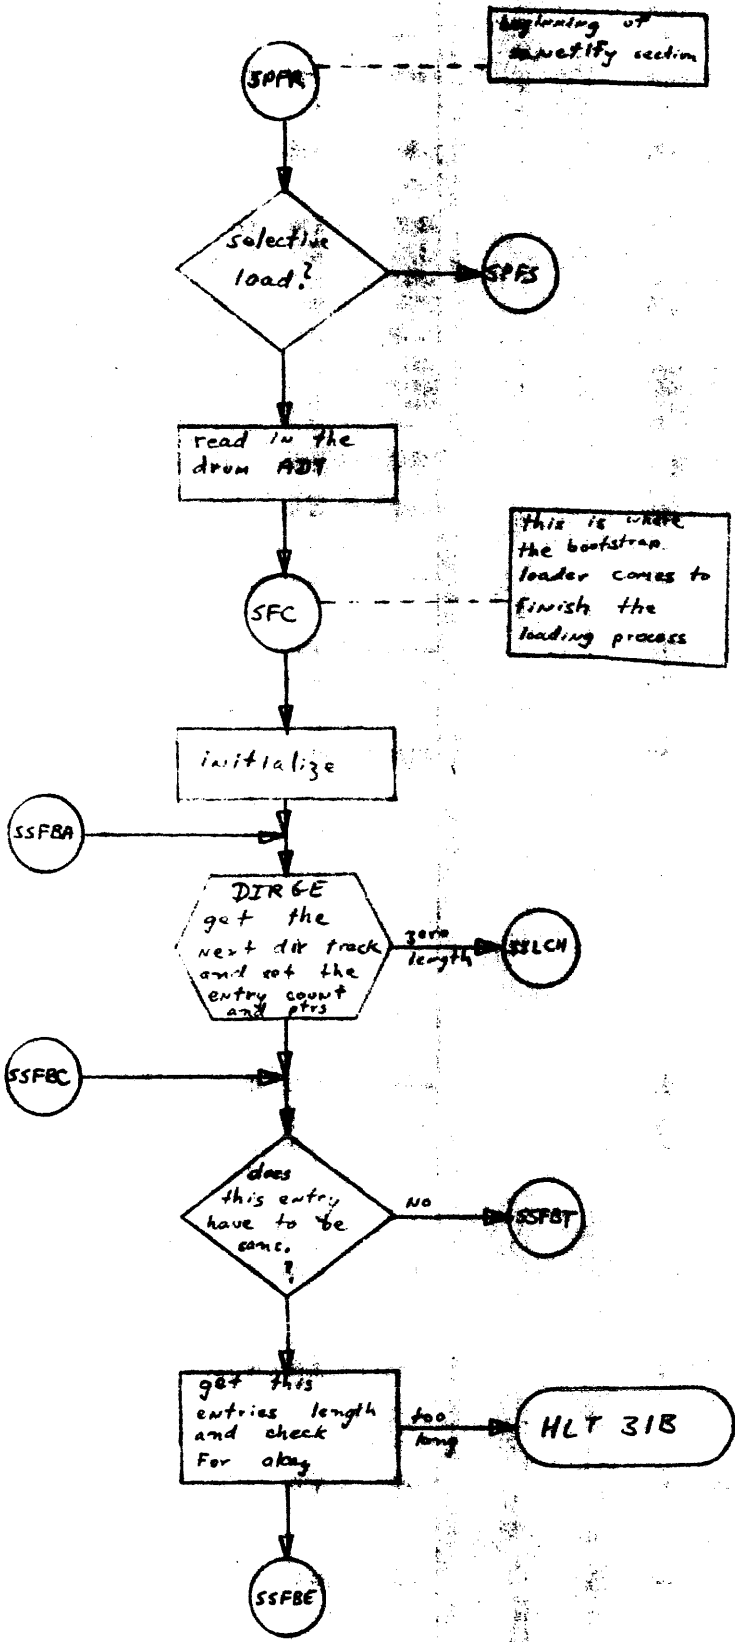 beginning of
sanctify section
SPFR
selective
load?
SPFS
read in the
drum ADT
this is where
the bootstrap
loader comes to
finish the
loading process
SFC
initialize
SSFBA
DIRGE
get the
next dir track
and set the
entry count
and ptrs
zero
length
SSLCH
SSFBC
does
this entry
have to be
sanc.
?
NO
SSFBT
get this
entries length
and check
For okay
too
long
HLT 31B
SSFBE